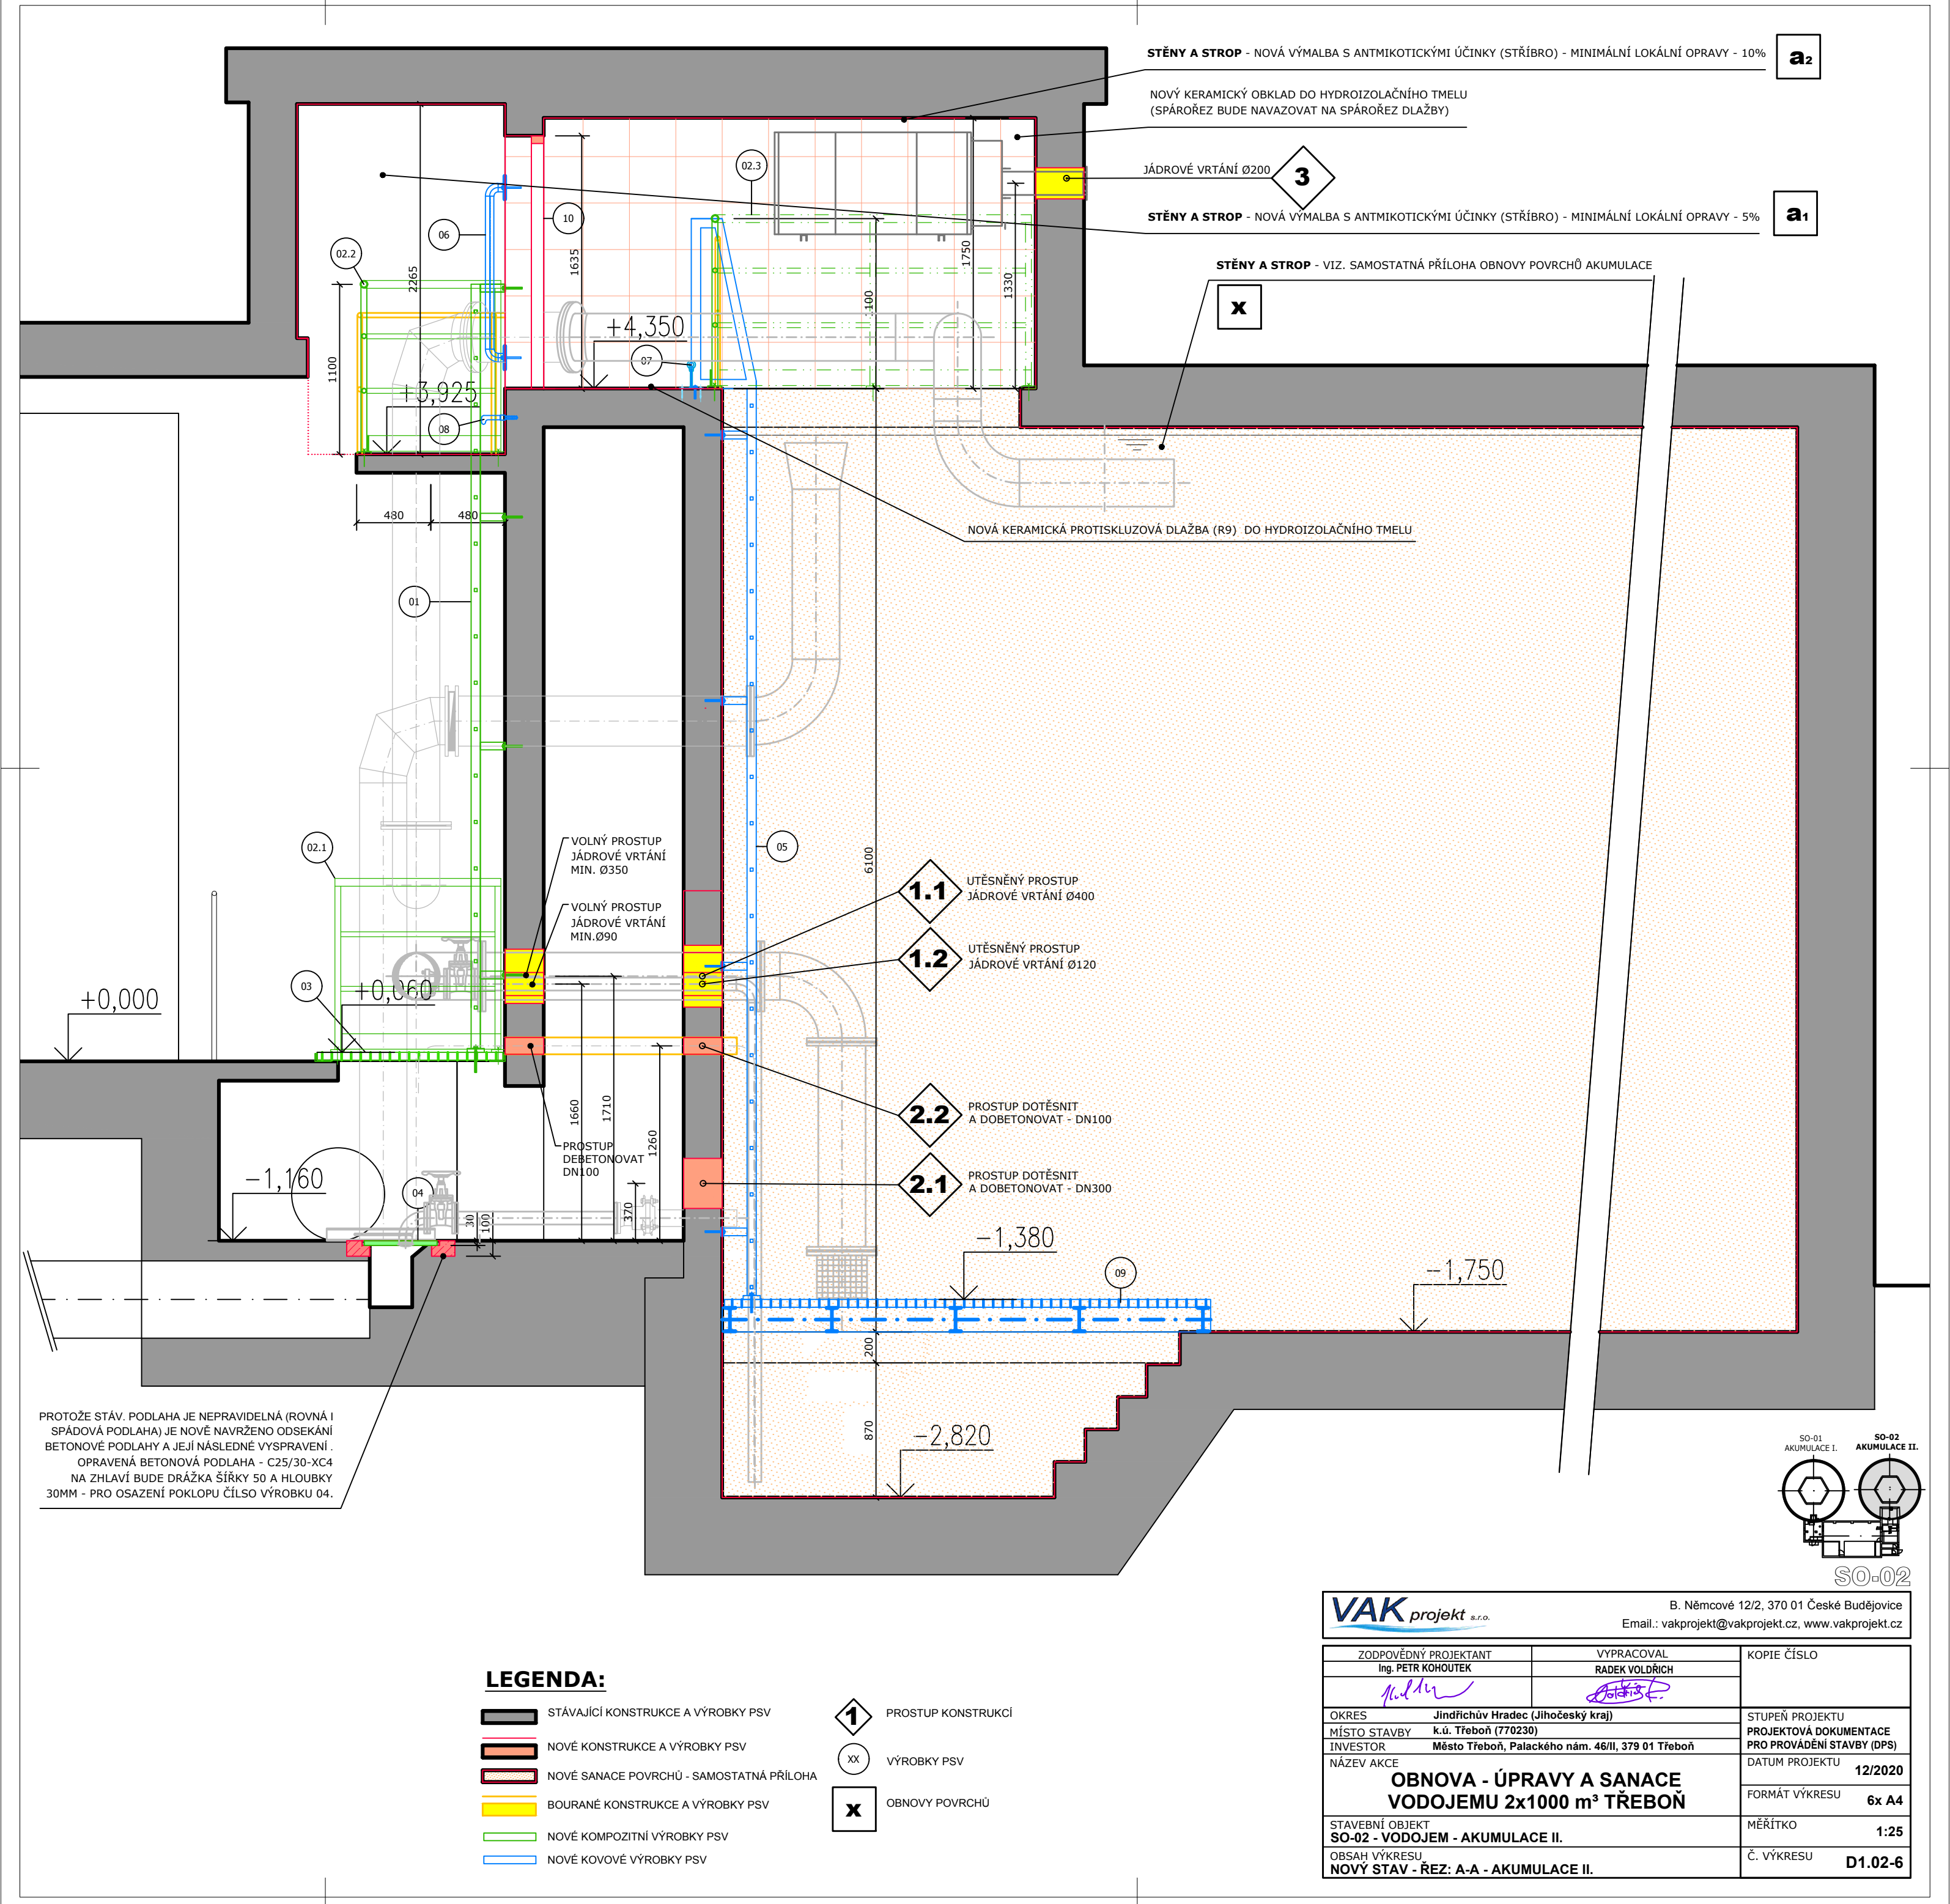 STĚNY A STROP - NOVÁ VÝMALBA S ANTMIKOTICKÝMI ÚČINKY (STŘÍBRO) - MINIMÁLNÍ LOKÁLNÍ OPRAVY - 10%
a2
NOVÝ KERAMICKÝ OBKLAD DO HYDROIZOLAČNÍHO TMELU
(SPÁROŘEZ BUDE NAVAZOVAT NA SPÁROŘEZ DLAŽBY)
JÁDROVÉ VRTÁNÍ Ø200
3
STĚNY A STROP - NOVÁ VÝMALBA S ANTMIKOTICKÝMI ÚČINKY (STŘÍBRO) - MINIMÁLNÍ LOKÁLNÍ OPRAVY - 5%
a1
STĚNY A STROP - VIZ. SAMOSTATNÁ PŘÍLOHA OBNOVY POVRCHŮ AKUMULACE
x
02.3
10
06
02.2
2265
1635
1750
1330
1100
1100
+4,350
07
+3,925
08
480
480
NOVÁ KERAMICKÁ PROTISKLUZOVÁ DLAŽBA (R9) DO HYDROIZOLAČNÍHO TMELU
01
02.1
VOLNÝ PROSTUP
JÁDROVÉ VRTÁNÍ
MIN. Ø350
VOLNÝ PROSTUP
JÁDROVÉ VRTÁNÍ
MIN.Ø90
05
6100
1.1
UTĚSNĚNÝ PROSTUP
JÁDROVÉ VRTÁNÍ Ø400
1.2
UTĚSNĚNÝ PROSTUP
JÁDROVÉ VRTÁNÍ Ø120
03
+0,000
+0,060
1660
1710
1260
2.2
PROSTUP DOTĚSNIT
A DOBETONOVAT - DN100
PROSTUP
DEBETONOVAT
DN100
2.1
PROSTUP DOTĚSNIT
A DOBETONOVAT - DN300
-1,160
04
30
100
370
-1,380
09
-1,750
200
870
-2,820
PROTOŽE STÁV. PODLAHA JE NEPRAVIDELNÁ (ROVNÁ I
SPÁDOVÁ PODLAHA) JE NOVĚ NAVRŽENO ODSEKÁNÍ
BETONOVÉ PODLAHY A JEJÍ NÁSLEDNÉ VYSPRAVENÍ .
OPRAVENÁ BETONOVÁ PODLAHA - C25/30-XC4
NA ZHLAVÍ BUDE DRÁŽKA ŠÍŘKY 50 A HLOUBKY
30MM - PRO OSAZENÍ POKLOPU ČÍLSO VÝROBKU 04.
SO-01
AKUMULACE I.
SO-02
AKUMULACE II.
SO-02
LEGENDA:
STÁVAJÍCÍ KONSTRUKCE A VÝROBKY PSV
NOVÉ KONSTRUKCE A VÝROBKY PSV
NOVÉ SANACE POVRCHŮ - SAMOSTATNÁ PŘÍLOHA
BOURANÉ KONSTRUKCE A VÝROBKY PSV
NOVÉ KOMPOZITNÍ VÝROBKY PSV
NOVÉ KOVOVÉ VÝROBKY PSV
1
PROSTUP KONSTRUKCÍ
XX
VÝROBKY PSV
x
OBNOVY POVRCHŮ
VAK projekt s.r.o.
B. Němcové 12/2, 370 01 České Budějovice
Email.: vakprojekt@vakprojekt.cz, www.vakprojekt.cz
ZODPOVĚDNÝ PROJEKTANT
Ing. PETR KOHOUTEK
VYPRACOVAL
RADEK VOLDŘICH
KOPIE ČÍSLO
OKRES Jindřichův Hradec (Jihočeský kraj)
MÍSTO STAVBY k.ú. Třeboň (770230)
INVESTOR Město Třeboň, Palackého nám. 46/II, 379 01 Třeboň
STUPEŇ PROJEKTU
PROJEKTOVÁ DOKUMENTACE
PRO PROVÁDĚNÍ STAVBY (DPS)
NÁZEV AKCE
OBNOVA - ÚPRAVY A SANACE
VODOJEMU 2x1000 m³ TŘEBOŇ
DATUM PROJEKTU 12/2020
FORMÁT VÝKRESU 6x A4
STAVEBNÍ OBJEKT
SO-02 - VODOJEM - AKUMULACE II.
MĚŘÍTKO 1:25
OBSAH VÝKRESU
NOVÝ STAV - ŘEZ: A-A - AKUMULACE II.
Č. VÝKRESU D1.02-6